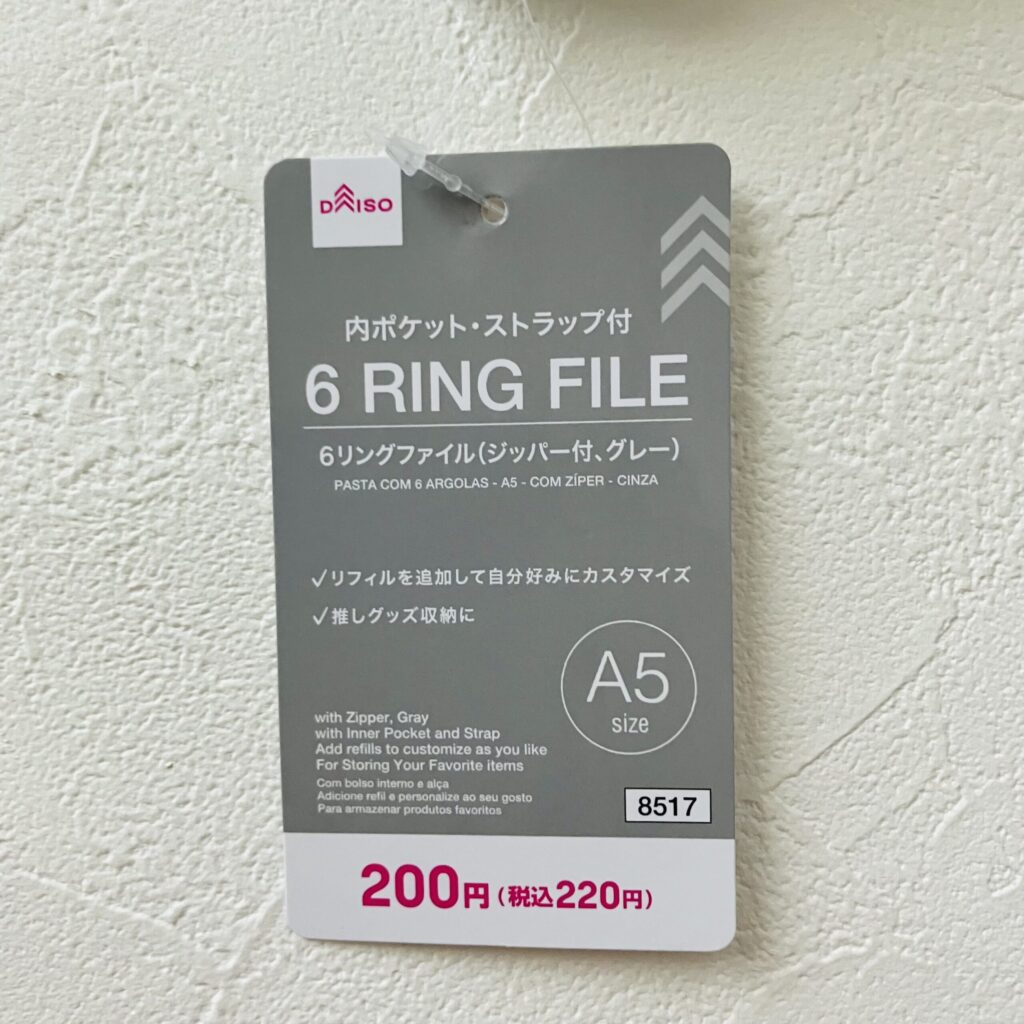 DAISO
内ポケット・ストラップ付
6 RING FILE
6リングファイル(ジッパー付、グレー)
PASTA COM 6 ARGOLAS - A5 - COM ZÍPER - CINZA
✓リフィルを追加して自分好みにカスタマイズ
✓推しグッズ収納に
A5
size
with Zipper, Gray
with Inner Pocket and Strap
Add refills to customize as you like
For Storing Your Favorite items
Com bolso interno e alça
Adicione refil e personalize ao seu gosto
Para armazenar produtos favoritos
8517
200円(税込220円)